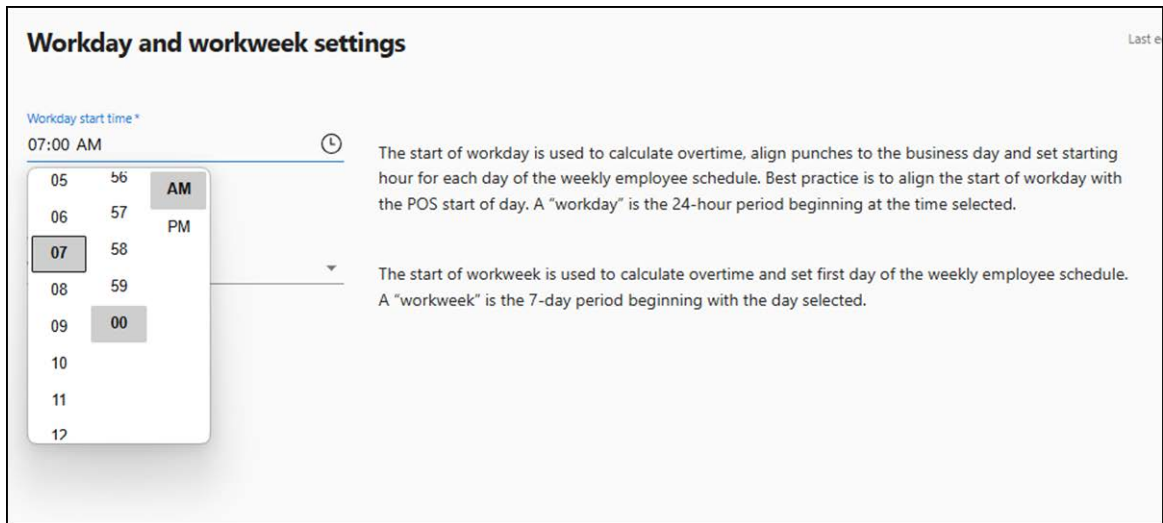 Workday and workweek settings
Last e
Workday start time *
07:00 AM
The start of workday is used to calculate overtime, align punches to the business day and set starting
hour for each day of the weekly employee schedule. Best practice is to align the start of workday with
the POS start of day. A “workday” is the 24-hour period beginning at the time selected.
05 56 AM
06 57 PM
07 58
08 59
09 00
10
11
12
The start of workweek is used to calculate overtime and set first day of the weekly employee schedule.
A “workweek” is the 7-day period beginning with the day selected.